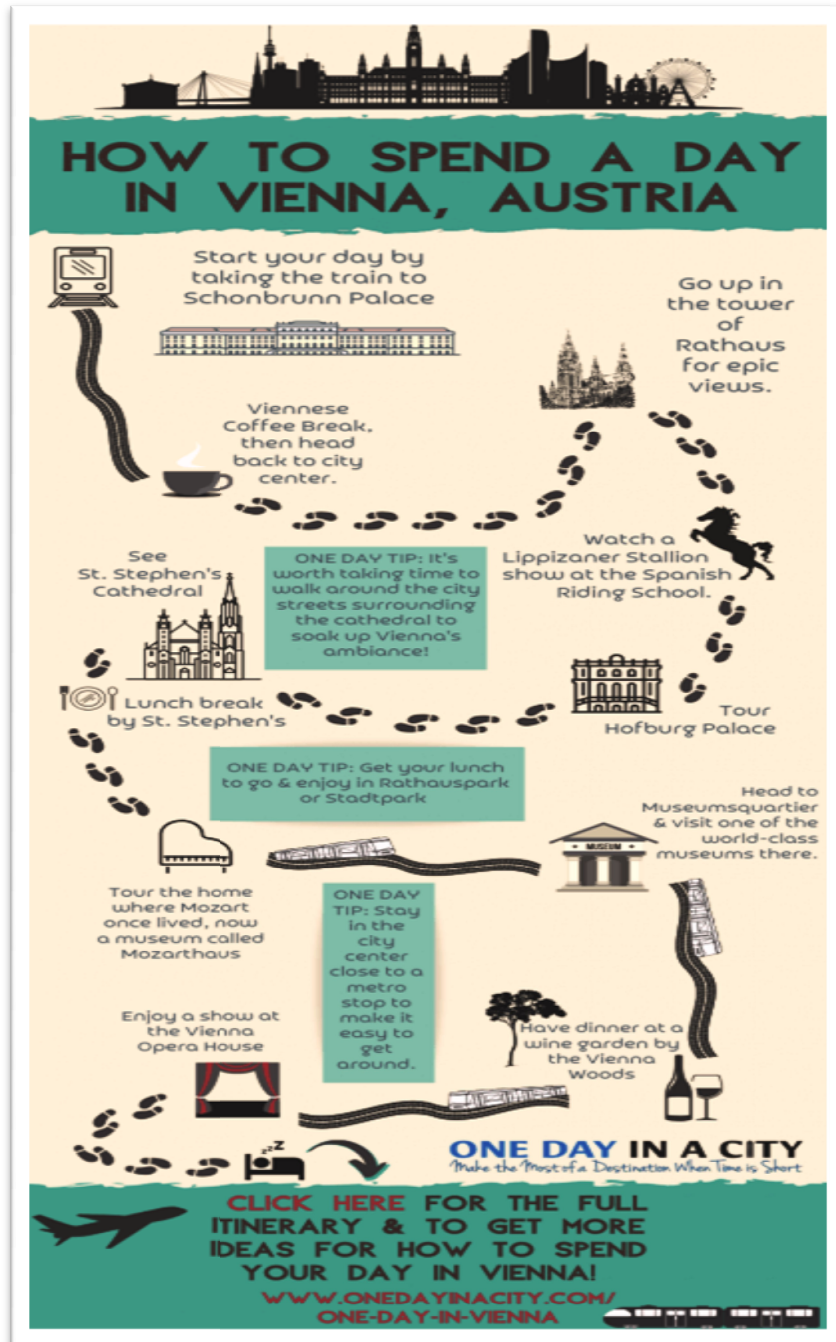 HOW TO SPEND A DAY
IN VIENNA, AUSTRIA
Start your day by
taking the train to
Schonbrunn Palace
Viennese
Coffee Break,
then head
back to city
center.
Go up in
the tower
of
Rathaus
for epic
views.
Watch a
Lippizaner Stallion
show at the Spanish
Riding School.
Tour
Hofburg Palace
ONE DAY TIP: It's
worth taking time to
walk around the city
streets surrounding
the cathedral to
soak up Vienna's
ambiance!
See
St. Stephen's
Cathedral
Lunch break
by St. Stephen's
ONE DAY TIP: Get your lunch
to go & enjoy in Rathauspark
or Stadtpark
Tour the home
where Mozart
once lived, now
a museum called
Mozarthaus
MUSEUM
Head to
Museumsquartier
& visit one of the
world-class
museums there.
ONE DAY
TIP: Stay
in the
city
center
close to a
metro
stop to
make it
easy to
get
around.
Have dinner at a
wine garden by
the Vienna
Woods
Enjoy a show at
the Vienna
Opera House
zzZ
ONE DAY IN A CITY
Make the Most of a Destination When Time is Short
CLICK HERE FOR THE FULL
ITINERARY & TO GET MORE
IDEAS FOR HOW TO SPEND
YOUR DAY IN VIENNA!
WWW.ONEDAYINACITY.COM/
ONE-DAY-IN-VIENNA